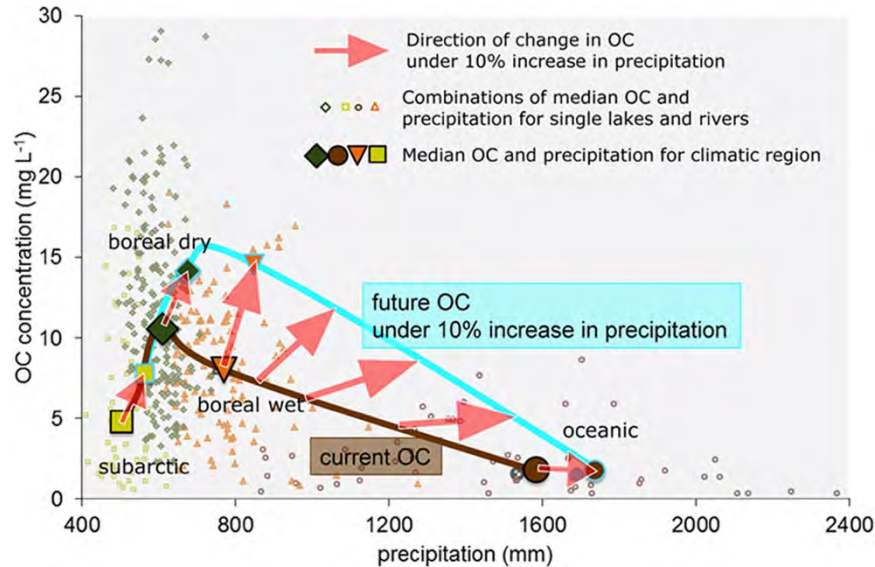 Direction of change in OC
under 10% increase in precipitation
Combinations of median OC and
precipitation for single lakes and rivers
Median OC and precipitation for climatic region
OC concentration (mg L⁻¹)
30
25
20
15
10
5
0
boreal dry
future OC
under 10% increase in precipitation
boreal wet
oceanic
subarctic
current OC
400
800
1200
1600
2000
2400
precipitation (mm)